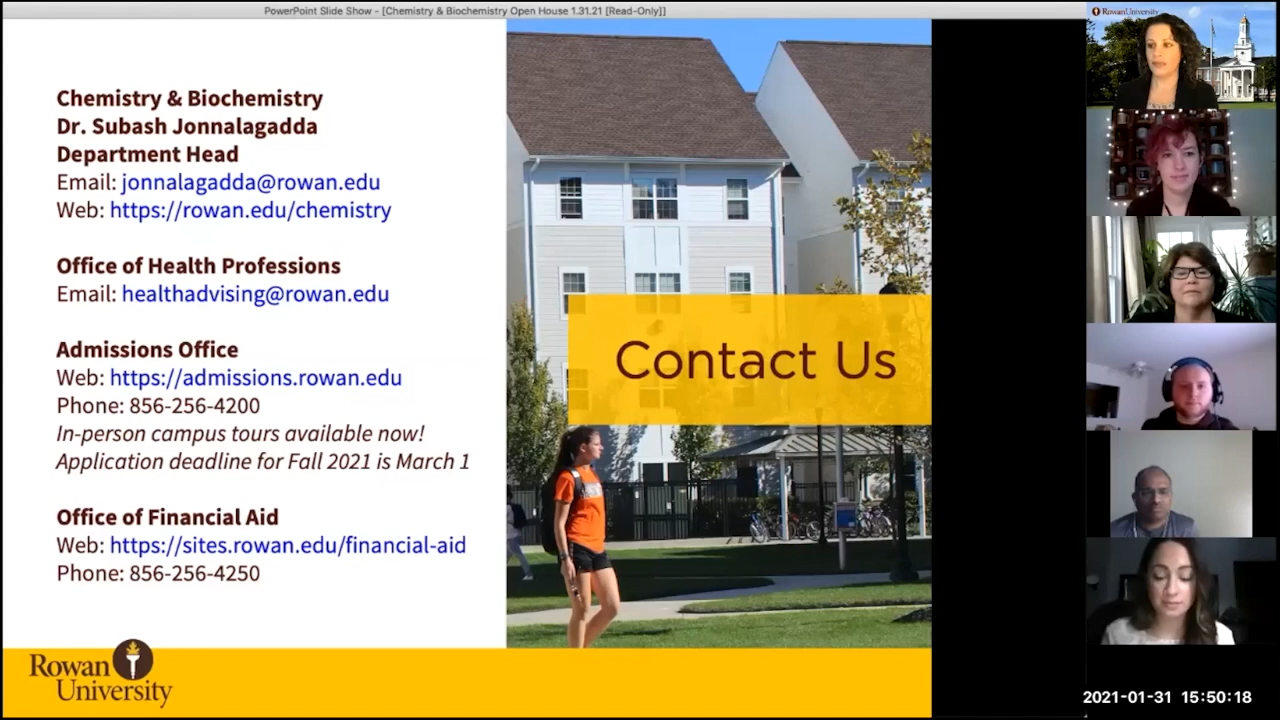 PowerPoint Slide Show - [Chemistry & Biochemistry Open House 1.31.21 [Read-Only]]
Chemistry & Biochemistry
Dr. Subash Jonnalagadda
Department Head
Email: jonnalagadda@rowan.edu
Web: https://rowan.edu/chemistry
Office of Health Professions
Email: healthadvising@rowan.edu
Admissions Office
Web: https://admissions.rowan.edu
Phone: 856-256-4200
In-person campus tours available now!
Application deadline for Fall 2021 is March 1
Office of Financial Aid
Web: https://sites.rowan.edu/financial-aid
Phone: 856-256-4250
Contact Us
Rowan
University
RowanUniversity
2021-01-31 15:50:18